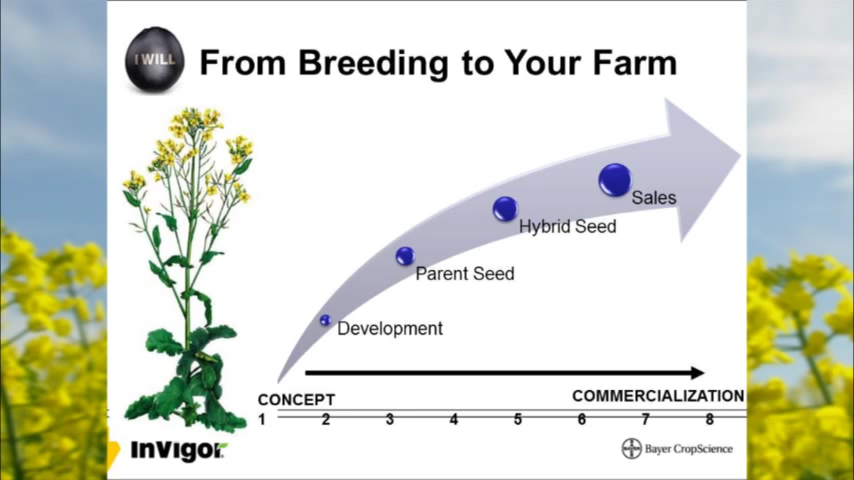 I WILL
From Breeding to Your Farm
Sales
Hybrid Seed
Parent Seed
Development
CONCEPT
COMMERCIALIZATION
1 2 3 4 5 6 7 8
InVigor
BAYER Bayer CropScience